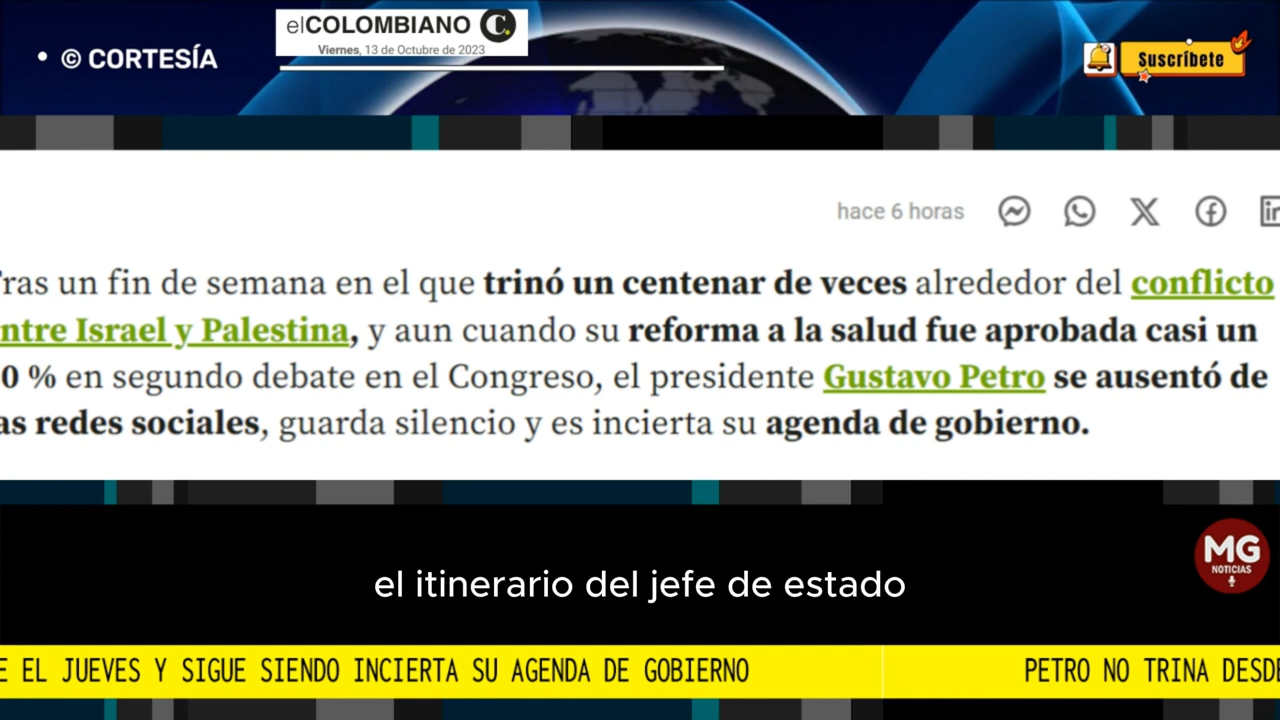 elCOLOMBIANO C.
Viernes, 13 de Octubre de 2023
• © CORTESÍA
Suscríbete
hace 6 horas
ras un fin de semana en el que trinó un centenar de veces alrededor del conflicto
ntre Israel y Palestina, y aun cuando su reforma a la salud fue aprobada casi un
0 % en segundo debate en el Congreso, el presidente Gustavo Petro se ausentó de
as redes sociales, guarda silencio y es incierta su agenda de gobierno.
MG
NOTICIAS
el itinerario del jefe de estado
E EL JUEVES Y SIGUE SIENDO INCIERTA SU AGENDA DE GOBIERNO
PETRO NO TRINA DESDE